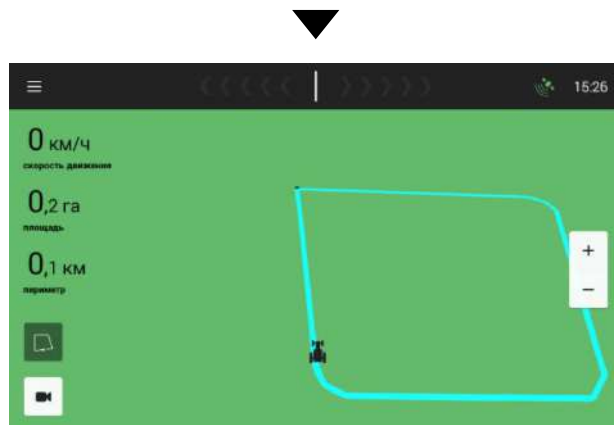 15:26
0 км/ч
скорость движения
0,2 га
площадь
0,1 км
периметр
+
−